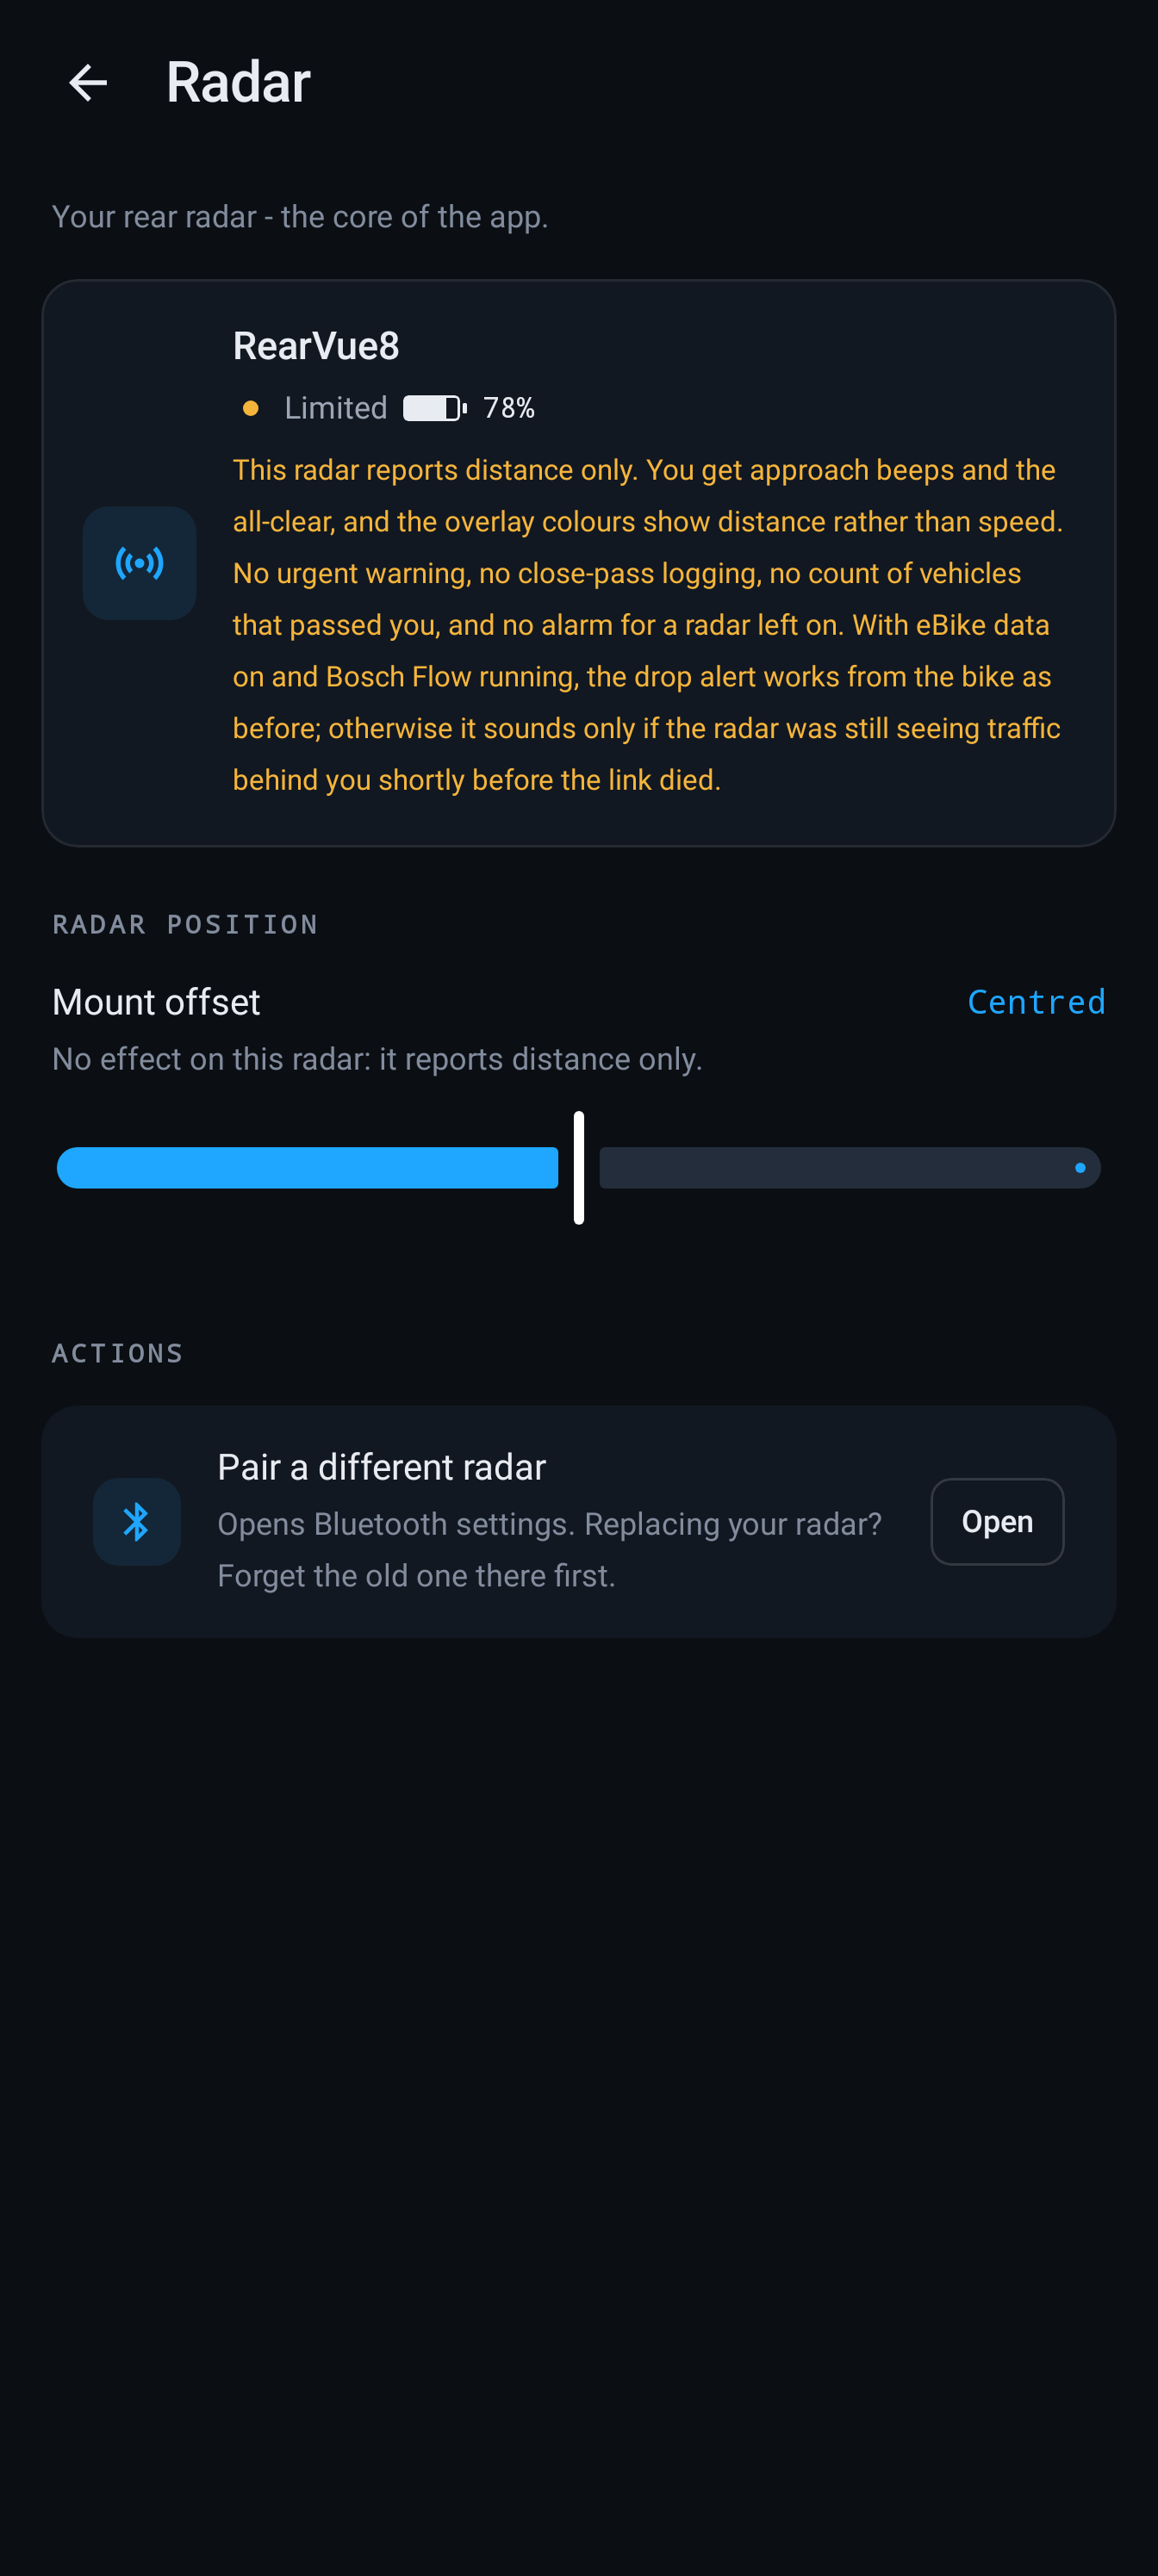 Radar
Your rear radar - the core of the app.
RearVue8
Limited 78%
This radar reports distance only. You get approach beeps and the
all-clear, and the overlay colours show distance rather than speed.
No urgent warning, no close-pass logging, no count of vehicles
that passed you, and no alarm for a radar left on. With eBike data
on and Bosch Flow running, the drop alert works from the bike as
before; otherwise it sounds only if the radar was still seeing traffic
behind you shortly before the link died.
RADAR POSITION
Mount offset Centred
No effect on this radar: it reports distance only.
ACTIONS
Pair a different radar
Opens Bluetooth settings. Replacing your radar?
Forget the old one there first.
Open